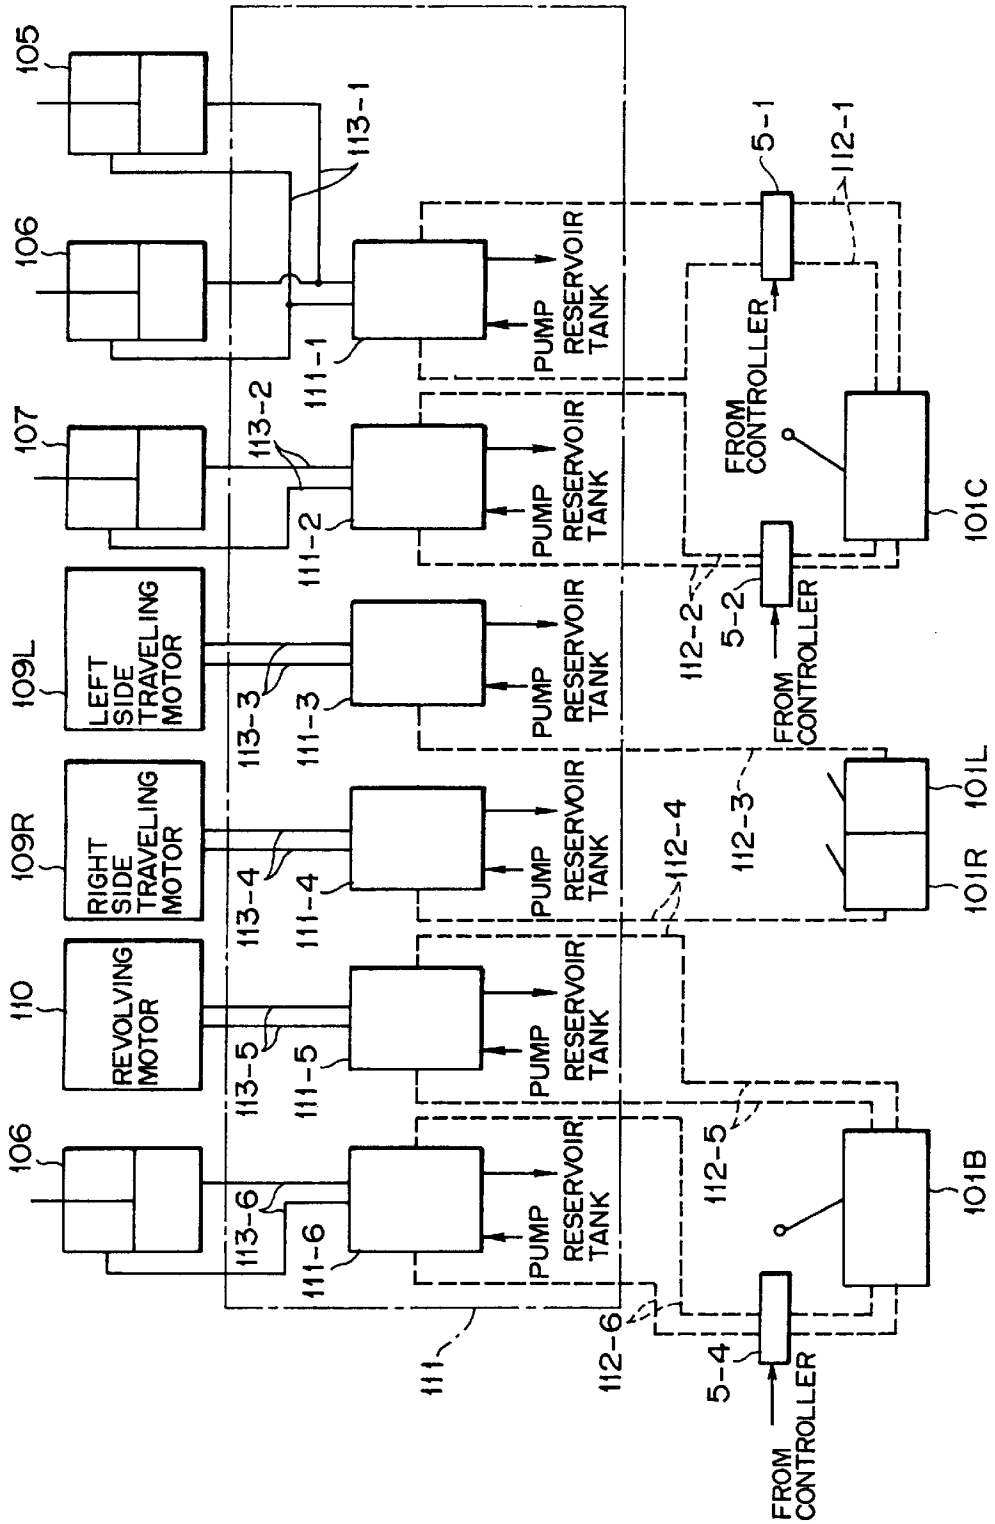 106
110
109R
109L
107
106
105
REVOLVING
MOTOR
RIGHT
SIDE
TRAVELING
MOTOR
LEFT
SIDE
TRAVELING
MOTOR
113-6
113-5
113-4
113-3
113-2
113-1
111-6
111-5
111-4
111-3
111-2
111-1
111
PUMP
RESERVOIR
TANK
PUMP
RESERVOIR
TANK
PUMP
RESERVOIR
TANK
PUMP
RESERVOIR
TANK
PUMP
RESERVOIR
TANK
PUMP
RESERVOIR
TANK
112-6
112-5
112-4
112-3
112-2
112-1
5-4
5-2
5-1
FROM
CONTROLLER
FROM
CONTROLLER
FROM
CONTROLLER
101B
101R
101L
101C